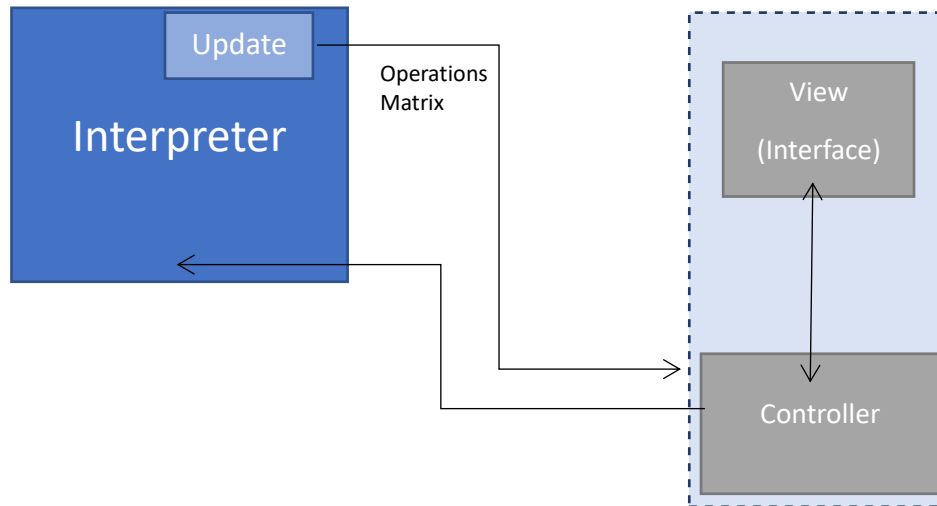 Update
Interpreter
Operations
Matrix
View
(Interface)
Controller